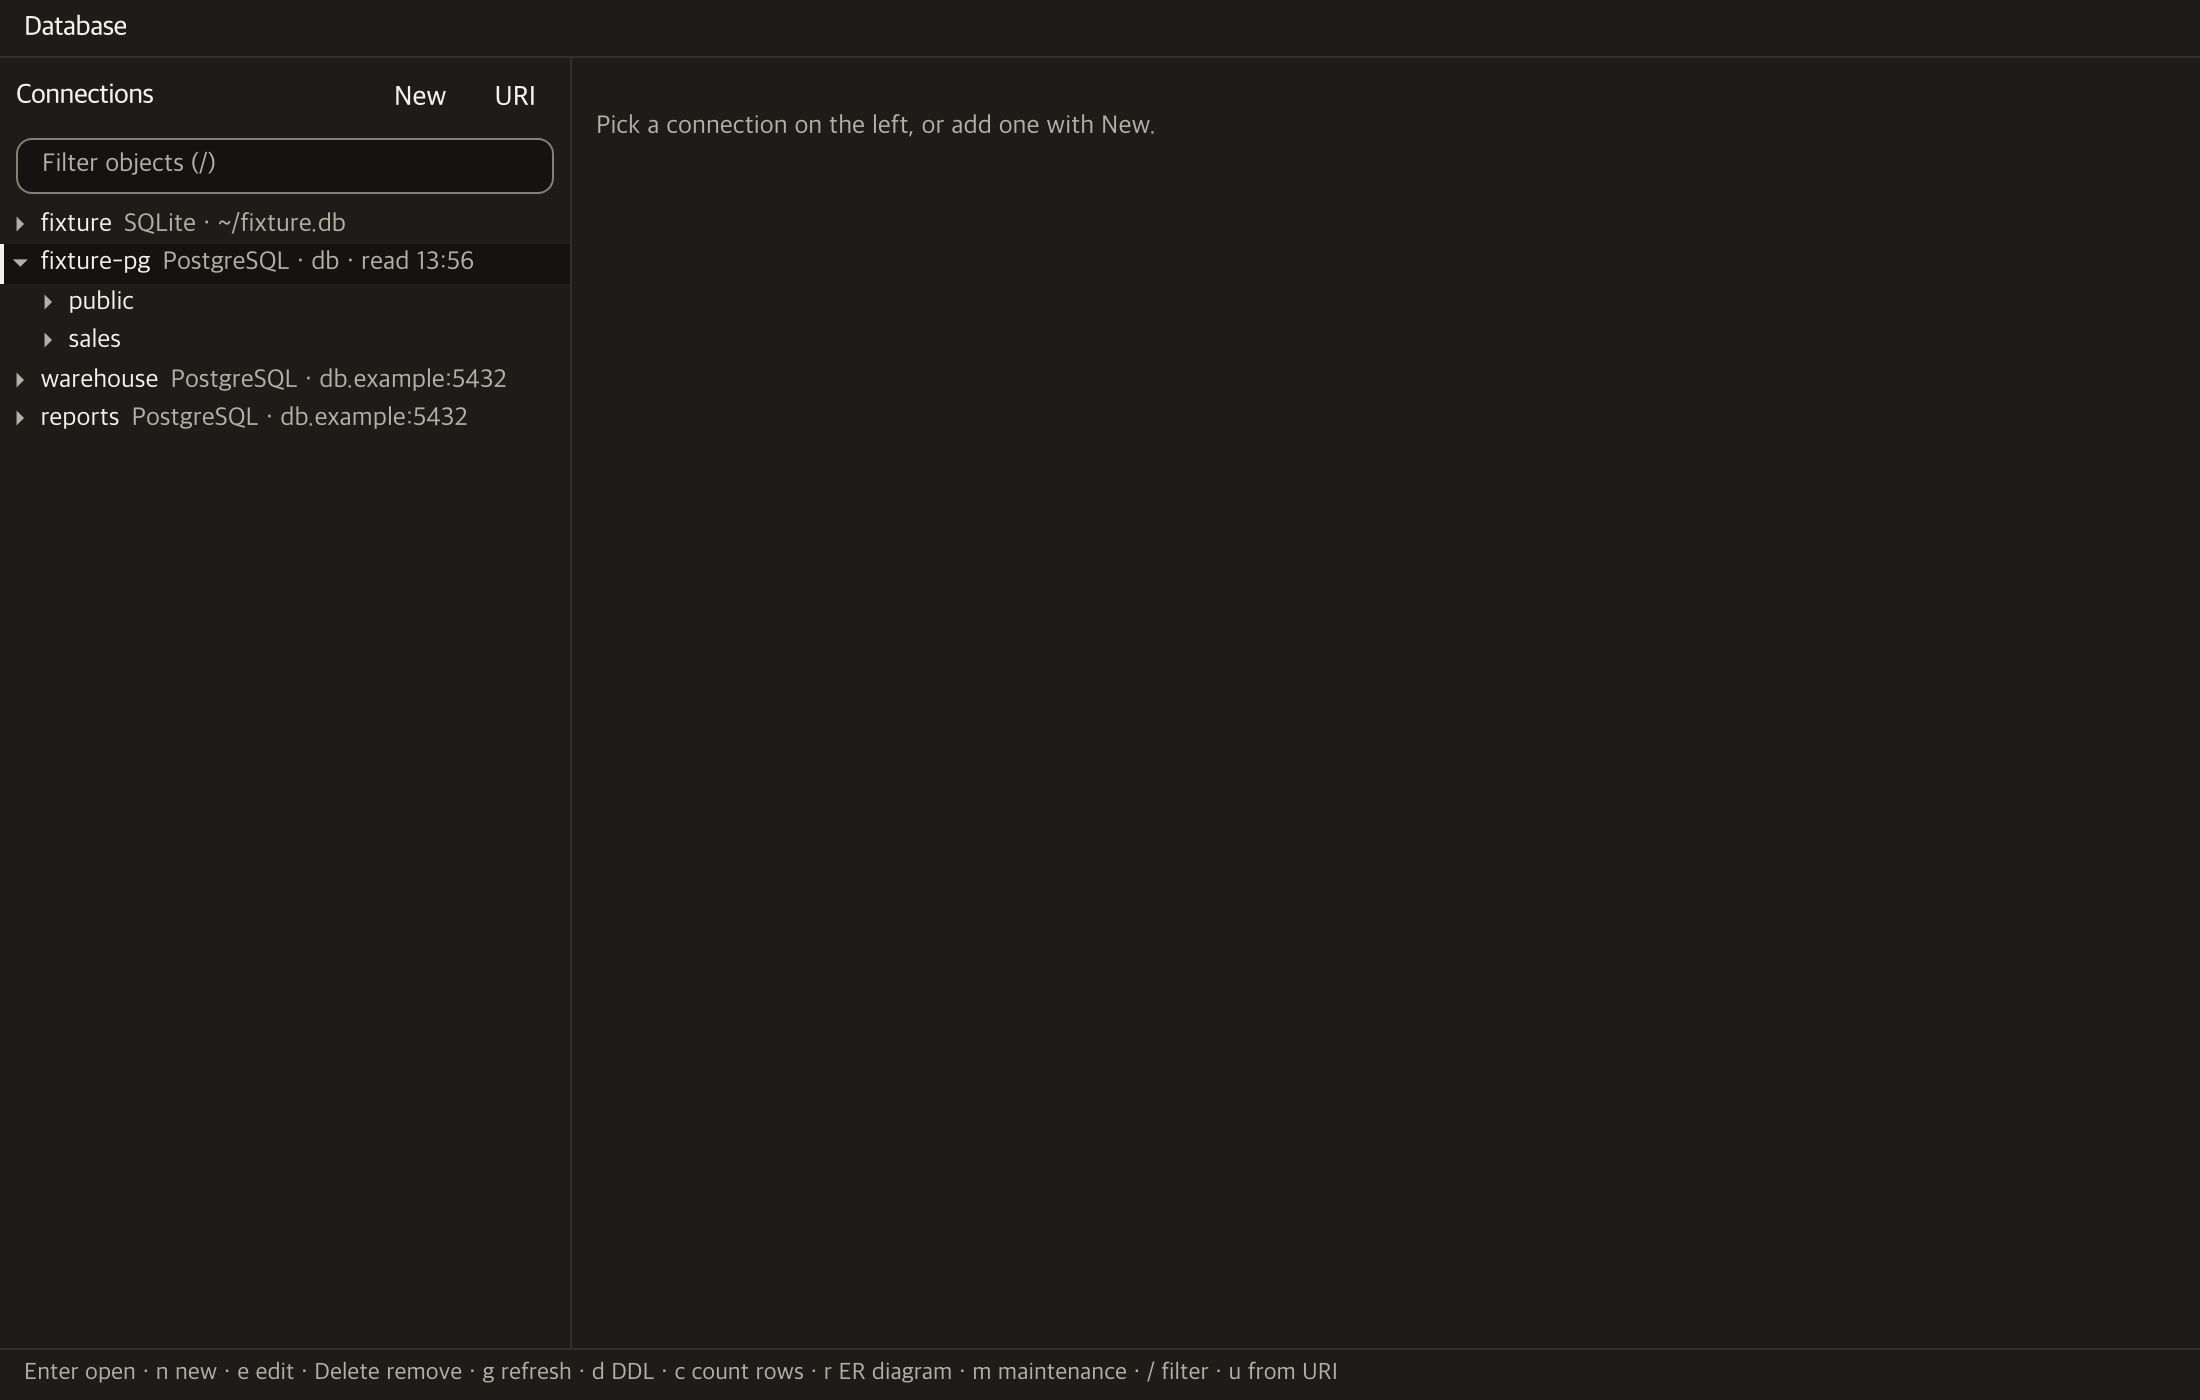 Database
Connections New URI
Pick a connection on the left, or add one with New.
Filter objects (/)
fixture SQLite · ~/fixture.db
fixture-pg PostgreSQL · db · read 13:56
public
sales
warehouse PostgreSQL · db.example:5432
reports PostgreSQL · db.example:5432
Enter open · n new · e edit · Delete remove · g refresh · d DDL · c count rows · r ER diagram · m maintenance · / filter · u from URI